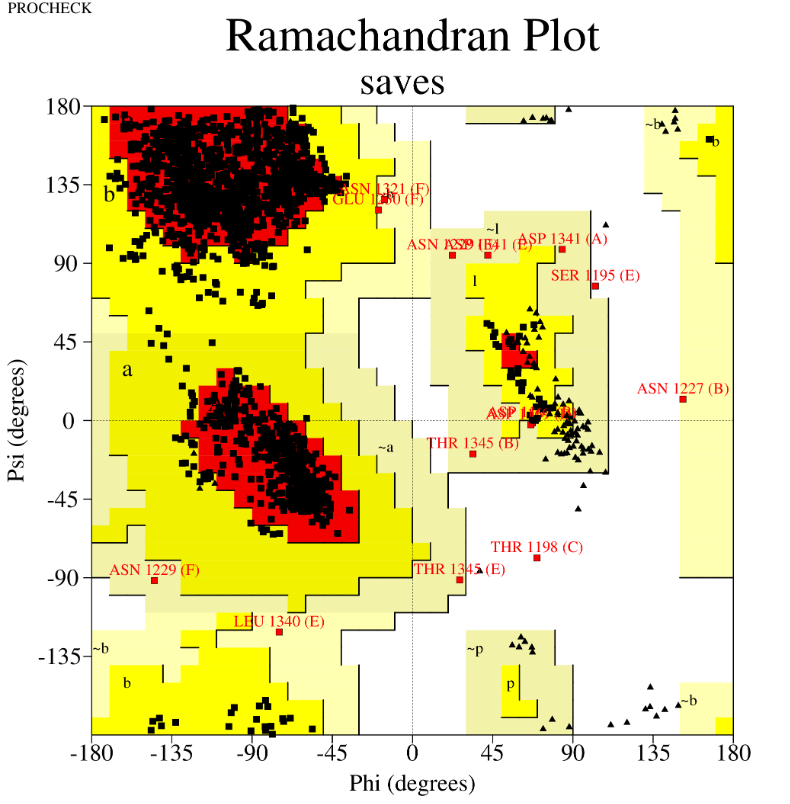 PROCHECK
Ramachandran Plot
saves
180
~b
b
135
b
ASN 1321 (F)
~l
ASP 1341 (A)
90
SER 1195 (E)
l
45
a
ASN 1227 (B)
0
THR 1345 (B)
~a
-45
THR 1198 (C)
-90
ASN 1229 (F)
THR 1345 (E)
LEU 1340 (E)
-135
~b
~p
b
p
~b
-180
-135
-90
-45
0
45
90
135
180
Phi (degrees)
Psi (degrees)